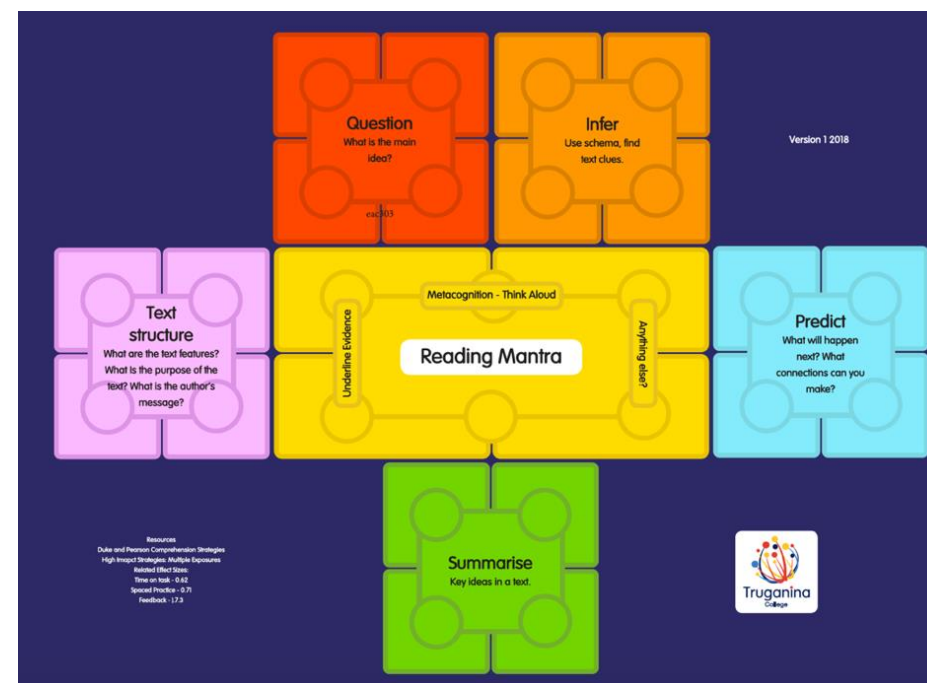 Question
What is the main
idea?
eac303
Infer
Use schema, find
text clues.
Version 1 2018
Text
structure
What are the text features?
What is the purpose of the
text? What is the author's
message?
Metacognition - Think Aloud
Underline Evidence
Reading Mantra
Anything else?
Predict
What will happen
next? What
connections can you
make?
Summarise
Key ideas in a text.
Resources
Duke and Pearson Comprehension Strategies
High Imapct Strategies: Multiple Exposures
Related Effect Sizes:
Time on task - 0.62
Spaced Practice - 0.71
Feedback - 1.7.3
Truganina
College